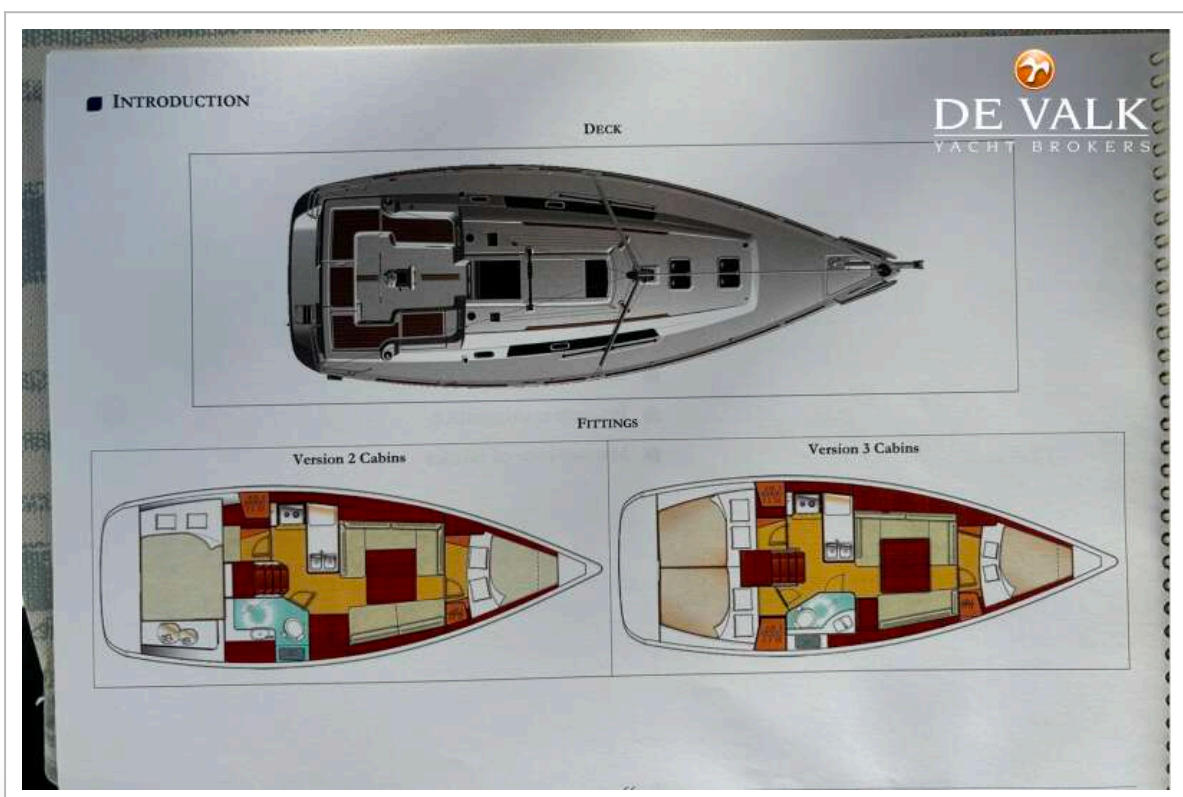 INTRODUCTION
DE VALK
YACHT BROKERS
DECK
FITTINGS
Version 2 Cabins
Version 3 Cabins